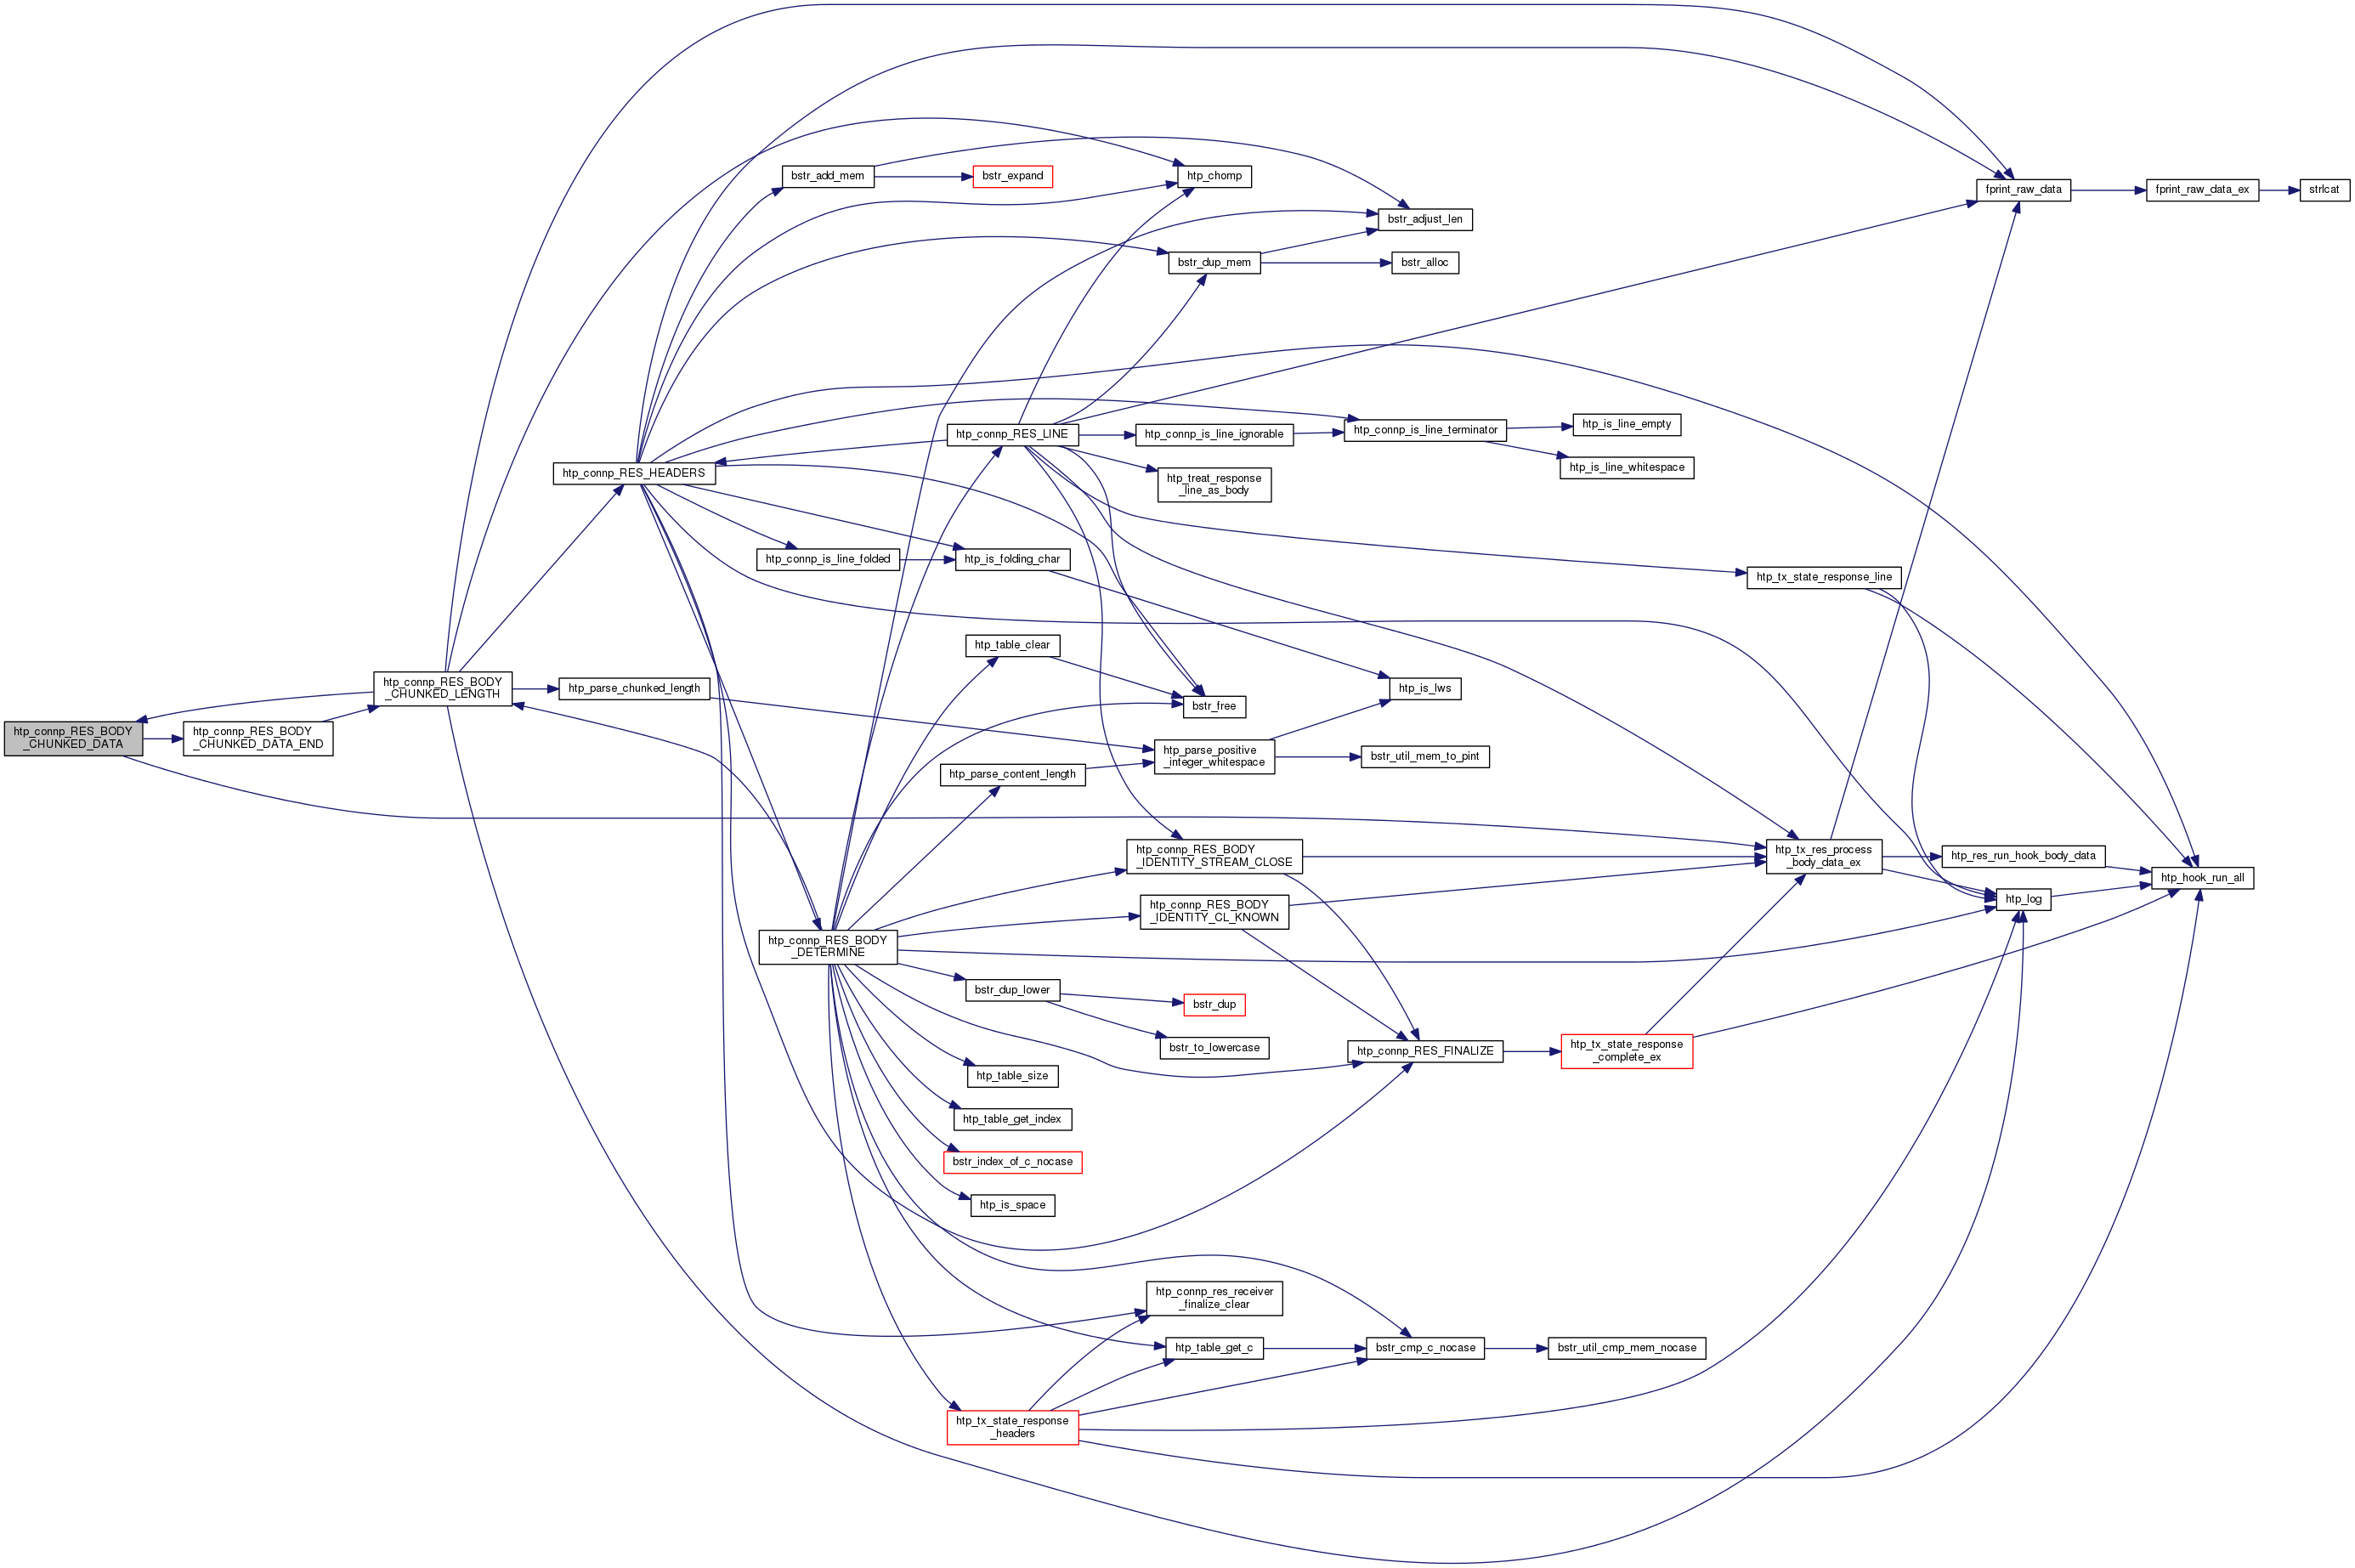 htp_connp_RES_BODY
_CHUNKED_DATA
htp_connp_RES_BODY
_CHUNKED_DATA_END
htp_connp_RES_BODY
_CHUNKED_LENGTH
htp_connp_RES_HEADERS
htp_parse_chunked_length
bstr_add_mem
htp_connp_is_line_folded
htp_connp_RES_BODY
_DETERMINE
bstr_expand
htp_connp_RES_LINE
htp_is_folding_char
htp_table_clear
htp_parse_content_length
bstr_dup_lower
htp_table_size
htp_table_get_index
bstr_index_of_c_nocase
htp_is_space
htp_tx_state_response
_headers
htp_chomp
bstr_dup_mem
htp_connp_is_line_ignorable
htp_treat_response
_line_as_body
bstr_free
htp_parse_positive
_integer_whitespace
htp_connp_RES_BODY
_IDENTITY_STREAM_CLOSE
htp_connp_RES_BODY
_IDENTITY_CL_KNOWN
bstr_dup
bstr_to_lowercase
htp_connp_res_receiver
_finalize_clear
htp_table_get_c
bstr_adjust_len
bstr_alloc
htp_connp_is_line_terminator
htp_is_lws
bstr_util_mem_to_pint
htp_connp_RES_FINALIZE
bstr_cmp_c_nocase
htp_is_line_empty
htp_is_line_whitespace
htp_tx_state_response
_complete_ex
bstr_util_cmp_mem_nocase
htp_tx_state_response_line
htp_tx_res_process
_body_data_ex
fprint_raw_data
htp_res_run_hook_body_data
htp_log
fprint_raw_data_ex
htp_hook_run_all
strlcat